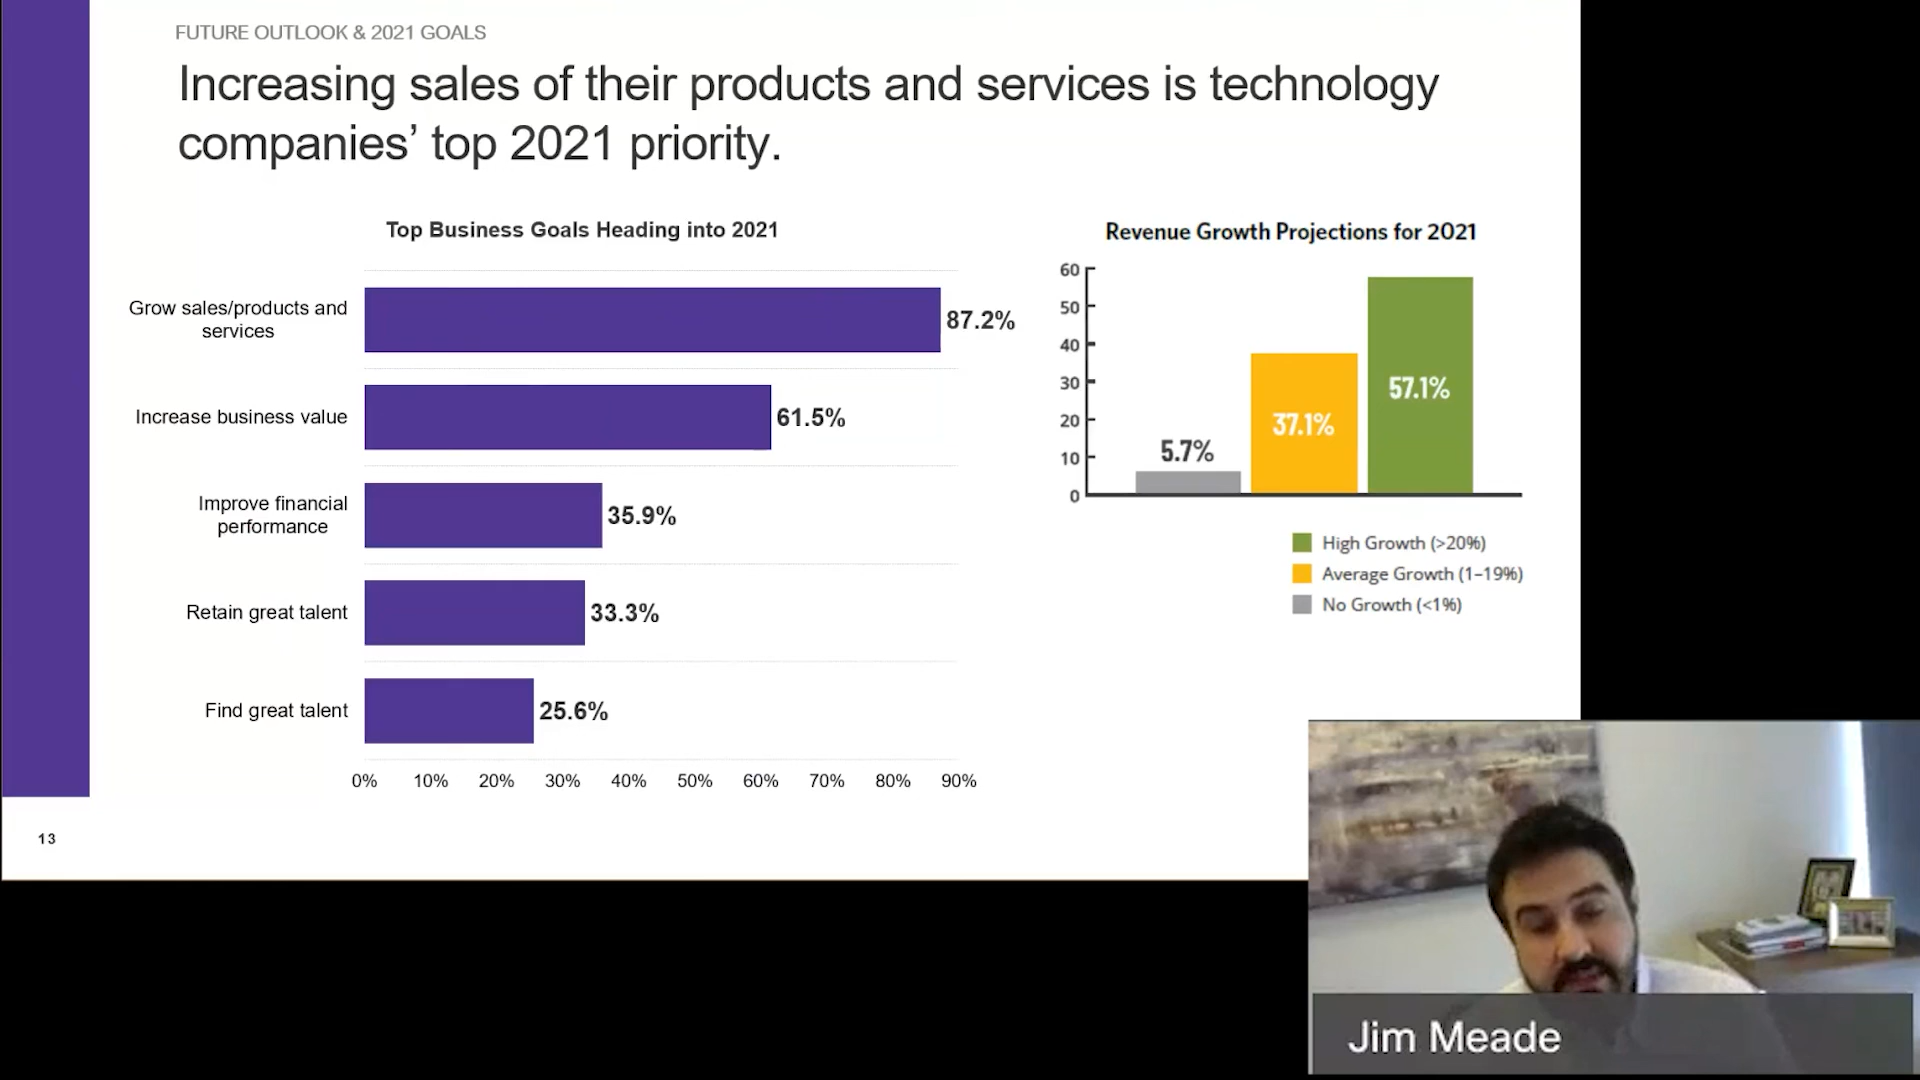 FUTURE OUTLOOK & 2021 GOALS
Increasing sales of their products and services is technology
companies’ top 2021 priority.
Top Business Goals Heading into 2021
Grow sales/products and
services
87.2%
Increase business value
61.5%
Improve financial
performance
35.9%
Retain great talent
33.3%
Find great talent
25.6%
0% 10% 20% 30% 40% 50% 60% 70% 80% 90%
Revenue Growth Projections for 2021
60
50
40
30
20
10
0
5.7%
37.1%
57.1%
High Growth (>20%)
Average Growth (1–19%)
No Growth (<1%)
13
Jim Meade